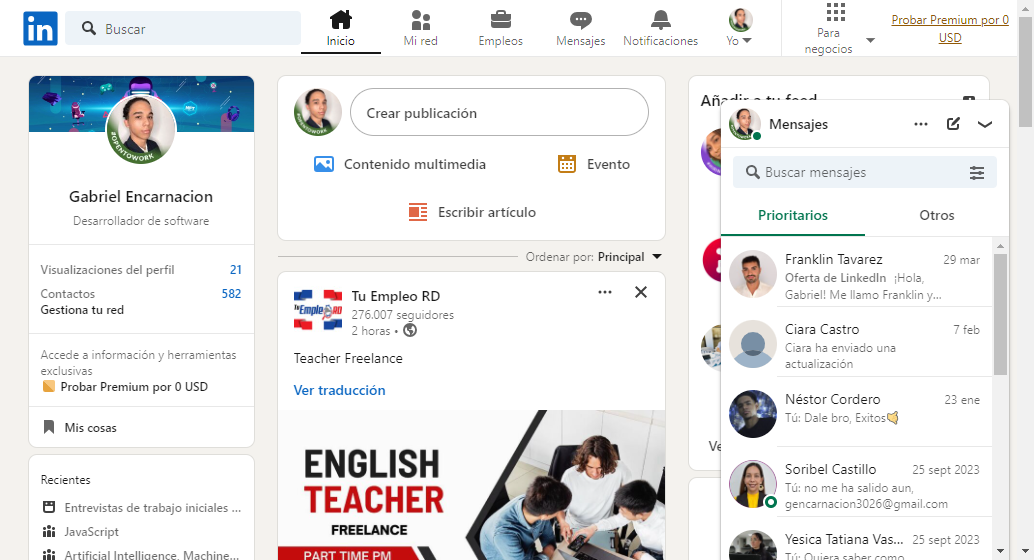 in
Buscar
Inicio
Mi red
Empleos
Mensajes
Notificaciones
Yo
Para
negocios
Probar Premium por 0
USD
#OPENTOWORK
Gabriel Encarnacion
Desarrollador de software
Visualizaciones del perfil 21
Contactos 582
Gestiona tu red
Accede a información y herramientas
exclusivas
Probar Premium por 0 USD
Mis cosas
Recientes
Entrevistas de trabajo iniciales ...
JavaScript
Artificial Intelligence, Machine...
Crear publicación
Contenido multimedia
Evento
Escribir artículo
Ordenar por: Principal
Tu Empleo RD
276.007 seguidores
2 horas •
Teacher Freelance
Ver traducción
ENGLISH
TEACHER
FREELANCE
PART TIME PM
Añadir a tu feed
Ve
Mensajes
Buscar mensajes
Prioritarios
Otros
Franklin Tavarez 29 mar
Oferta de LinkedIn ¡Hola,
Gabriel! Me llamo Franklin y...
Ciara Castro 7 feb
Ciara ha enviado una
actualización
Néstor Cordero 23 ene
Tú: Dale bro, Exitos
Soribel Castillo 25 sept 2023
Tú: no me ha salido aun,
gencarnacion3026@gmail.com
Yesica Tatiana Vas... 25 sept 2023
Tú: Quiera saber como